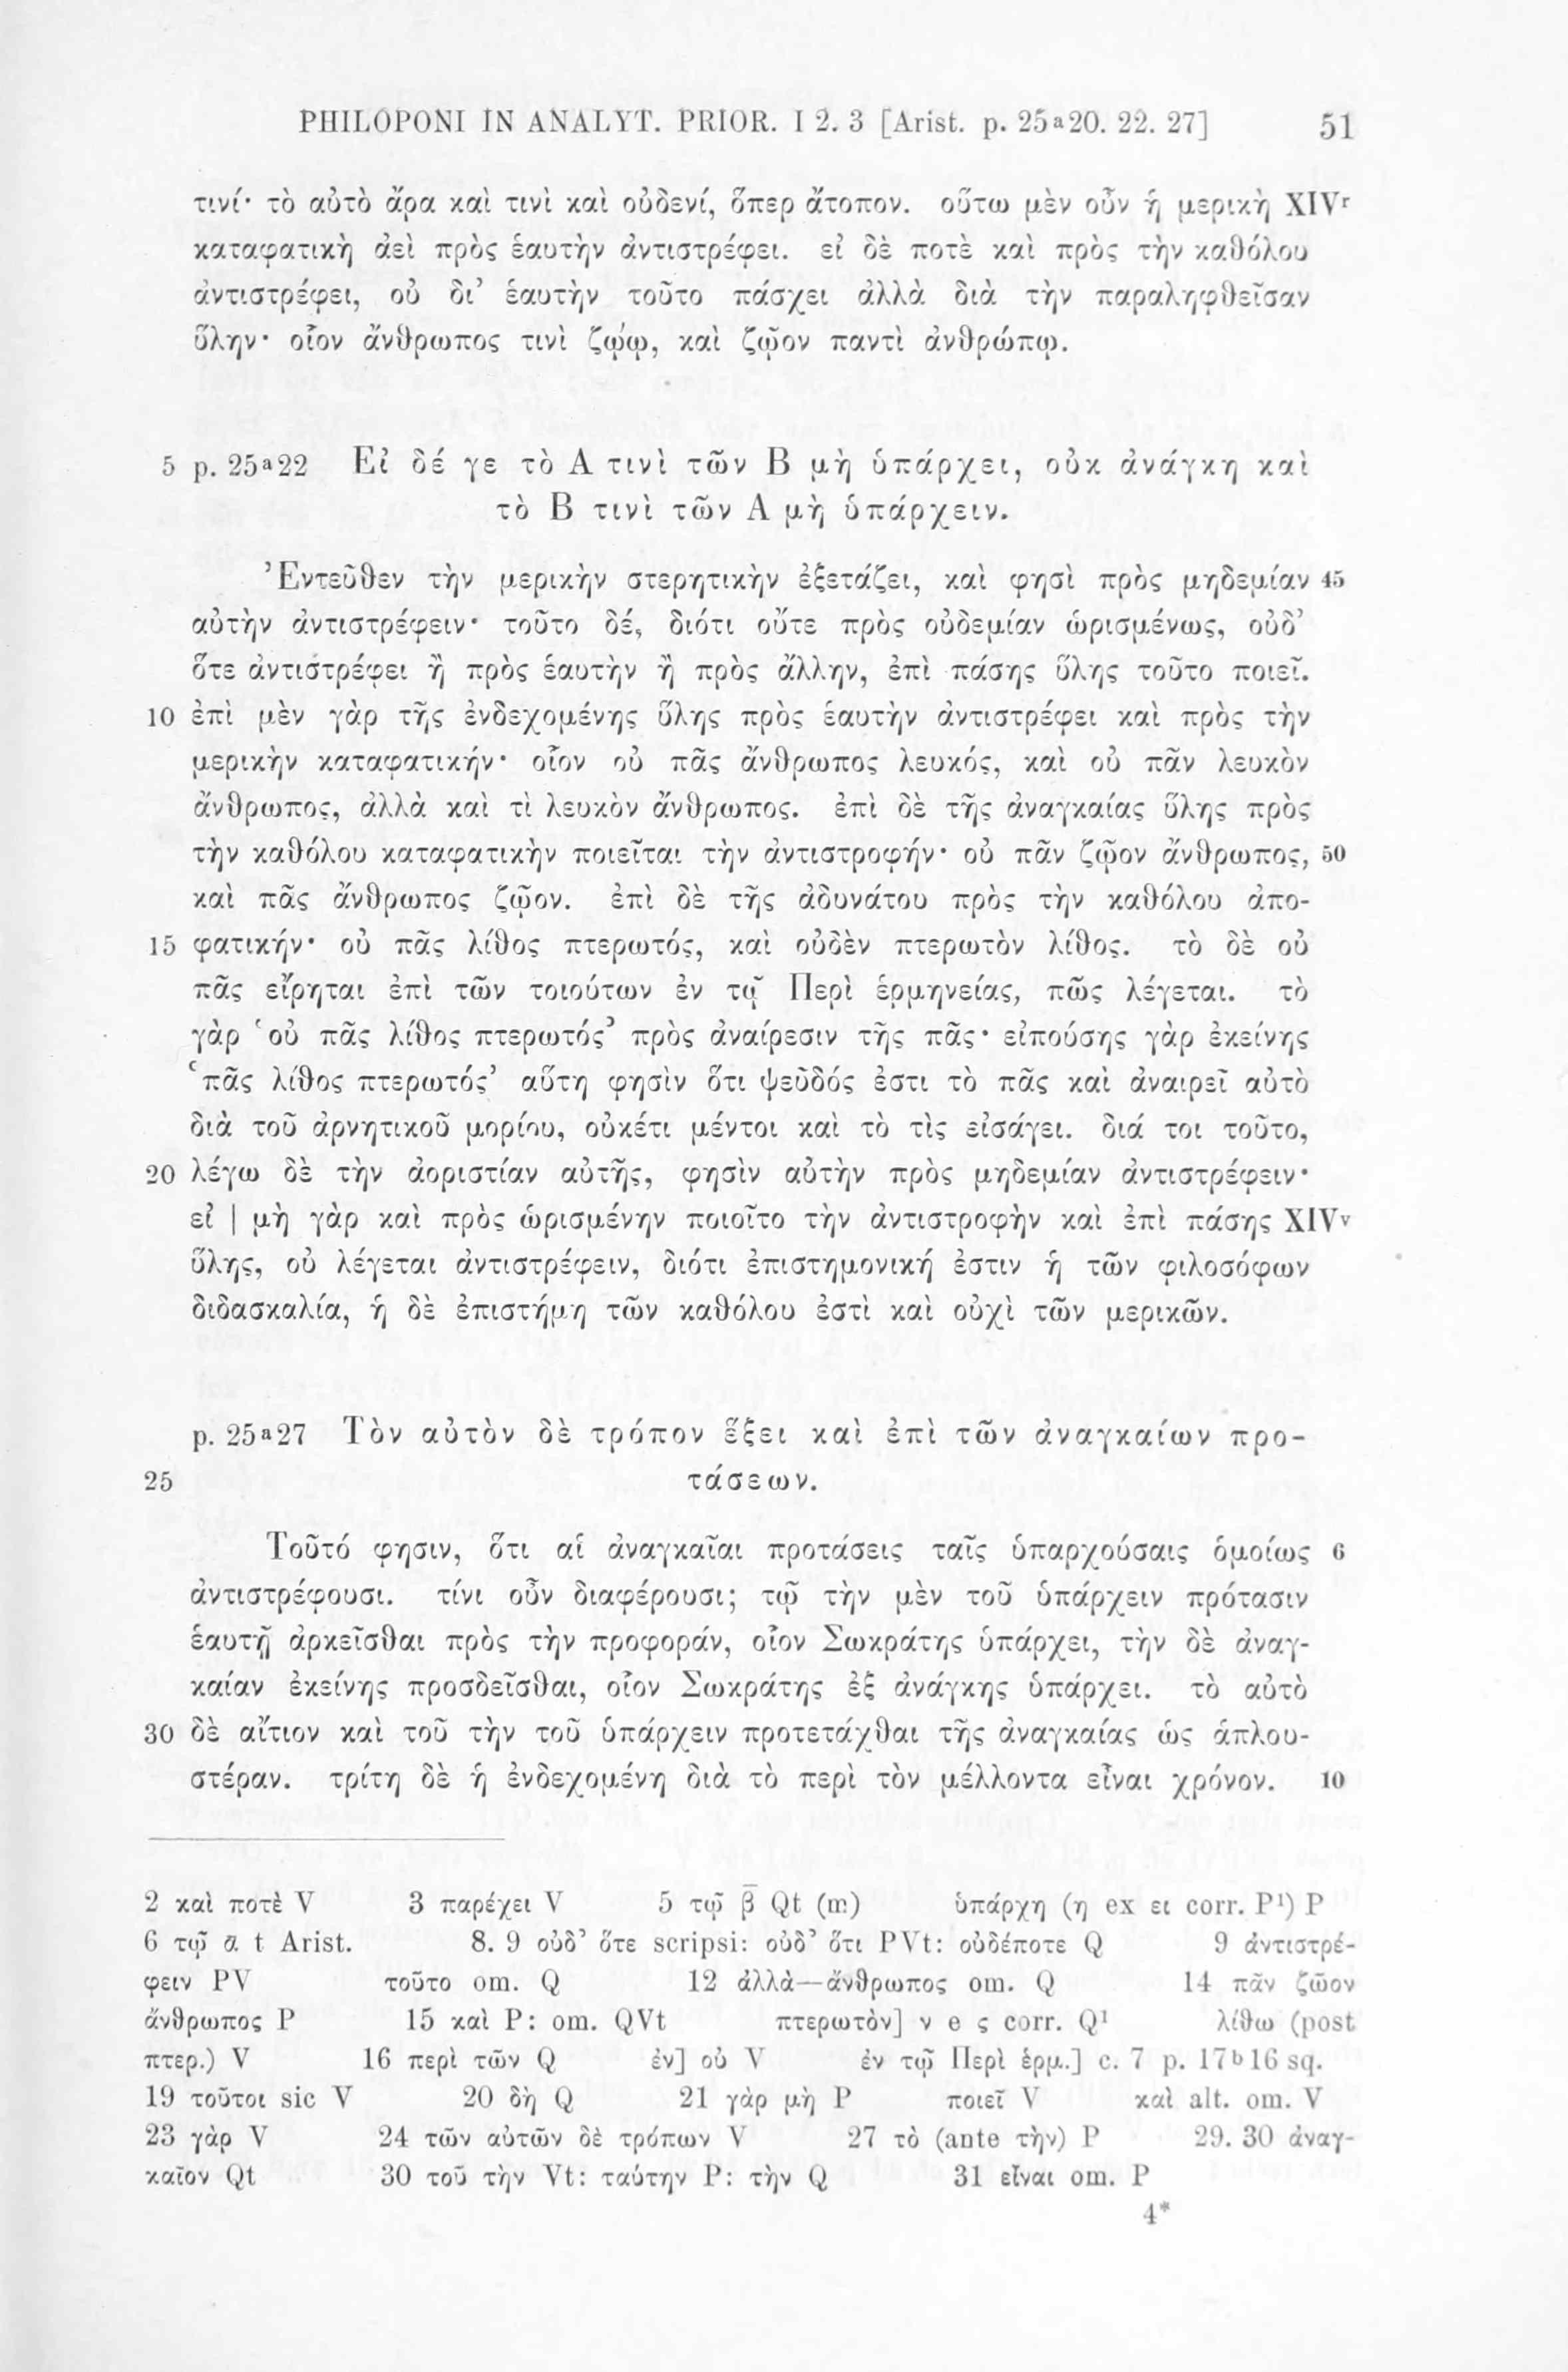 PHILOPONI IN ANALYT. PRIOR. I 2. 3 [Arist. p. 25ᵃ20. 22. 27] 51
τινί· τὸ αὐτὸ ἄρα καὶ τινὶ καὶ οὐδενί, ὅπερ ἄτοπον. οὕτω μὲν οὖν ἡ μερικὴ XIVʳ
καταφατικὴ ἀεὶ πρὸς ἑαυτὴν ἀντιστρέφει. εἰ δὲ ποτὲ καὶ πρὸς τὴν καθόλου
ἀντιστρέφει, οὐ δι’ ἑαυτὴν τοῦτο πάσχει ἀλλὰ διὰ τὴν παραληφθεῖσαν
ὕλην· οἷον ἄνθρωπος τινὶ ζῴῳ, καὶ ζῷον παντὶ ἀνθρώπῳ.
5 p. 25ᵃ22 Εἰ δέ γε τὸ Α τινὶ τῶν Β μὴ ὑπάρχει, οὐκ ἀνάγκη καὶ
τὸ Β τινὶ τῶν Α μὴ ὑπάρχειν.
Ἐντεῦθεν τὴν μερικὴν στερητικὴν ἐξετάζει, καὶ φησὶ πρὸς μηδεμίαν 45
αὐτὴν ἀντιστρέφειν· τοῦτο δέ, διότι οὔτε πρὸς οὐδεμίαν ὡρισμένως, οὐδ’
ὅτε ἀντιστρέφει ἢ πρὸς ἑαυτὴν ἢ πρὸς ἄλλην, ἐπὶ πάσης ὕλης τοῦτο ποιεῖ.
10 ἐπὶ μὲν γὰρ τῆς ἐνδεχομένης ὕλης πρὸς ἑαυτὴν ἀντιστρέφει καὶ πρὸς τὴν
μερικὴν καταφατικήν· οἷον οὐ πᾶς ἄνθρωπος λευκός, καὶ οὐ πᾶν λευκὸν
ἄνθρωπος, ἀλλὰ καὶ τὶ λευκὸν ἄνθρωπος. ἐπὶ δὲ τῆς ἀναγκαίας ὕλης πρὸς
τὴν καθόλου καταφατικὴν ποιεῖται τὴν ἀντιστροφήν· οὐ πᾶν ζῷον ἄνθρωπος, 50
καὶ πᾶς ἄνθρωπος ζῷον. ἐπὶ δὲ τῆς ἀδυνάτου πρὸς τὴν καθόλου ἀπο-
15 φατικήν· οὐ πᾶς λίθος πτερωτός, καὶ οὐδὲν πτερωτὸν λίθος. τὸ δὲ οὐ
πᾶς εἴρηται ἐπὶ τῶν τοιούτων ἐν τῷ Περὶ ἑρμηνείας, πῶς λέγεται. τὸ
γὰρ ‘οὐ πᾶς λίθος πτερωτός’ πρὸς ἀναίρεσιν τῆς πᾶς· εἰπούσης γὰρ ἐκείνης
‘πᾶς λίθος πτερωτός’ αὕτη φησὶν ὅτι ψεῦδός ἐστι τὸ πᾶς καὶ ἀναιρεῖ αὐτὸ
διὰ τοῦ ἀρνητικοῦ μορίου, οὐκέτι μέντοι καὶ τὸ τὶς εἰσάγει. διά τοι τοῦτο,
20 λέγω δὲ τὴν ἀοριστίαν αὐτῆς, φησὶν αὐτὴν πρὸς μηδεμίαν ἀντιστρέφειν·
εἰ | μὴ γὰρ καὶ πρὸς ὡρισμένην ποιοῖτο τὴν ἀντιστροφὴν καὶ ἐπὶ πάσης XIVᵛ
ὕλης, οὐ λέγεται ἀντιστρέφειν, διότι ἐπιστημονική ἐστιν ἡ τῶν φιλοσόφων
διδασκαλία, ἡ δὲ ἐπιστήμη τῶν καθόλου ἐστὶ καὶ οὐχὶ τῶν μερικῶν.
p. 25ᵃ27 Τὸν αὐτὸν δὲ τρόπον ἕξει καὶ ἐπὶ τῶν ἀναγκαίων προ-
25 τάσεων.
Τοῦτό φησιν, ὅτι αἱ ἀναγκαῖαι προτάσεις ταῖς ὑπαρχούσαις ὁμοίως 6
ἀντιστρέφουσι. τίνι οὖν διαφέρουσι; τῷ τὴν μὲν τοῦ ὑπάρχειν πρότασιν
ἑαυτῇ ἀρκεῖσθαι πρὸς τὴν προφοράν, οἷον Σωκράτης ὑπάρχει, τὴν δὲ ἀναγ-
καίαν ἐκείνης προσδεῖσθαι, οἷον Σωκράτης ἐξ ἀνάγκης ὑπάρχει. τὸ αὐτὸ
30 δὲ αἴτιον καὶ τοῦ τὴν τοῦ ὑπάρχειν προτετάχθαι τῆς ἀναγκαίας ὡς ἁπλου-
στέραν. τρίτη δὲ ἡ ἐνδεχομένη διὰ τὸ περὶ τὸν μέλλοντα εἶναι χρόνον. 10
2 καὶ ποτὲ V 3 παρέχει V 5 τῷ β̄ Qt (m) ὑπάρχη (η ex ει corr. P¹) P
6 τῷ ᾱ t Arist. 8. 9 οὐδ’ ὅτε scripsi: οὐδ’ ὅτι PVt: οὐδέποτε Q 9 ἀντιστρέ-
φειν PV τοῦτο om. Q 12 ἀλλὰ—ἄνθρωπος om. Q 14 πᾶν ζῶον
ἄνθρωπος P 15 καὶ P: om. QVt πτερωτὸν] ν e ς corr. Q¹ λίθω (post
πτερ.) V 16 περὶ τῶν Q ἐν] οὐ V ἐν τῷ Περὶ ἑρμ.] c. 7 p. 17ᵇ16 sq.
19 τοῦτοι sic V 20 δὴ Q 21 γὰρ μὴ P ποιεῖ V καὶ alt. om. V
23 γὰρ V 24 τῶν αὐτῶν δὲ τρόπων V 27 τὸ (ante τὴν) P 29. 30 ἀναγ-
καῖον Qt 30 τοῦ τὴν Vt: ταύτην P: τὴν Q 31 εἶναι om. P
4*